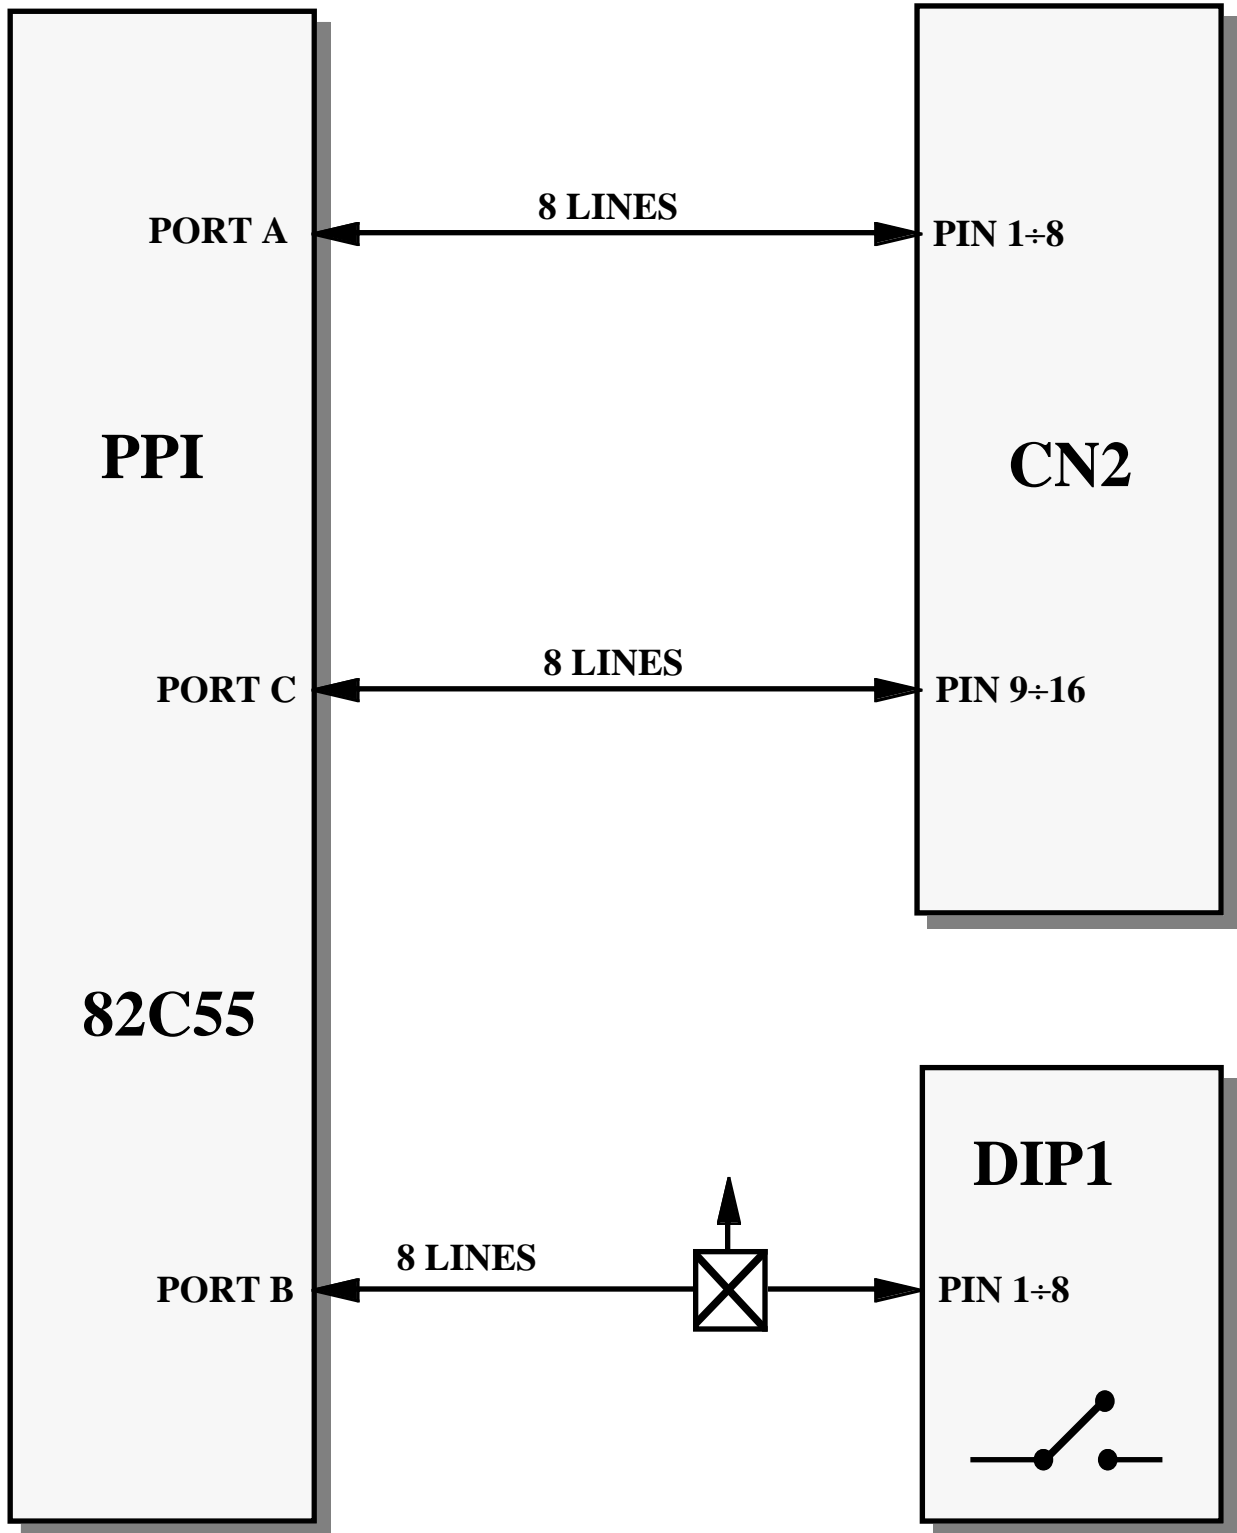 8 LINES
PORT A
PIN 1÷8
PPI
CN2
8 LINES
PORT C
PIN 9÷16
82C55
DIP1
8 LINES
PORT B
PIN 1÷8